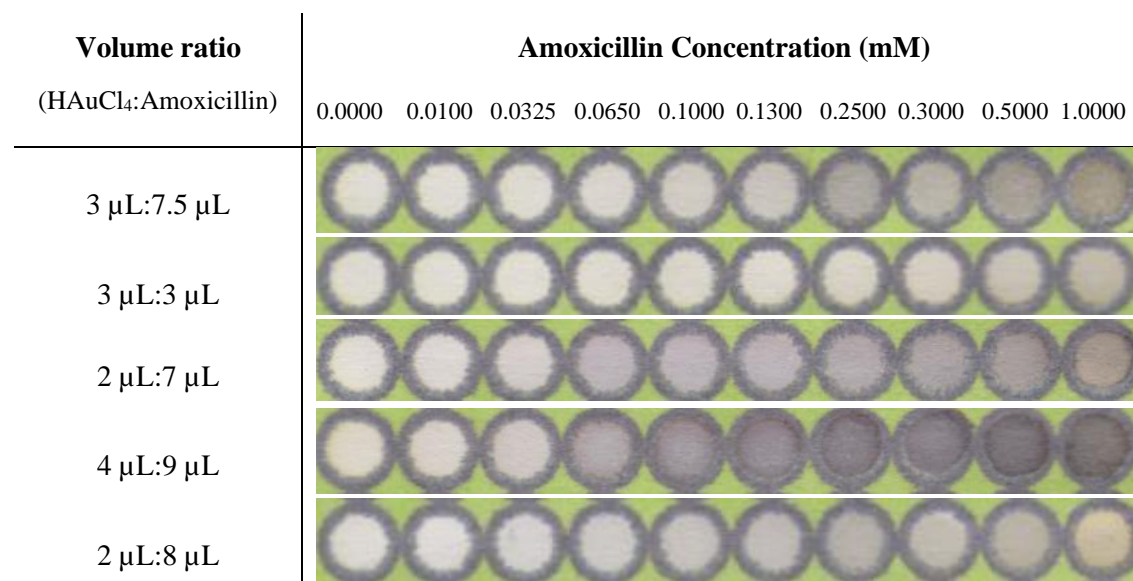 Volume ratio
(HAuCl₄:Amoxicillin)
Amoxicillin Concentration (mM)
0.0000 0.0100 0.0325 0.0650 0.1000 0.1300 0.2500 0.3000 0.5000 1.0000
3 µL:7.5 µL
3 µL:3 µL
2 µL:7 µL
4 µL:9 µL
2 µL:8 µL